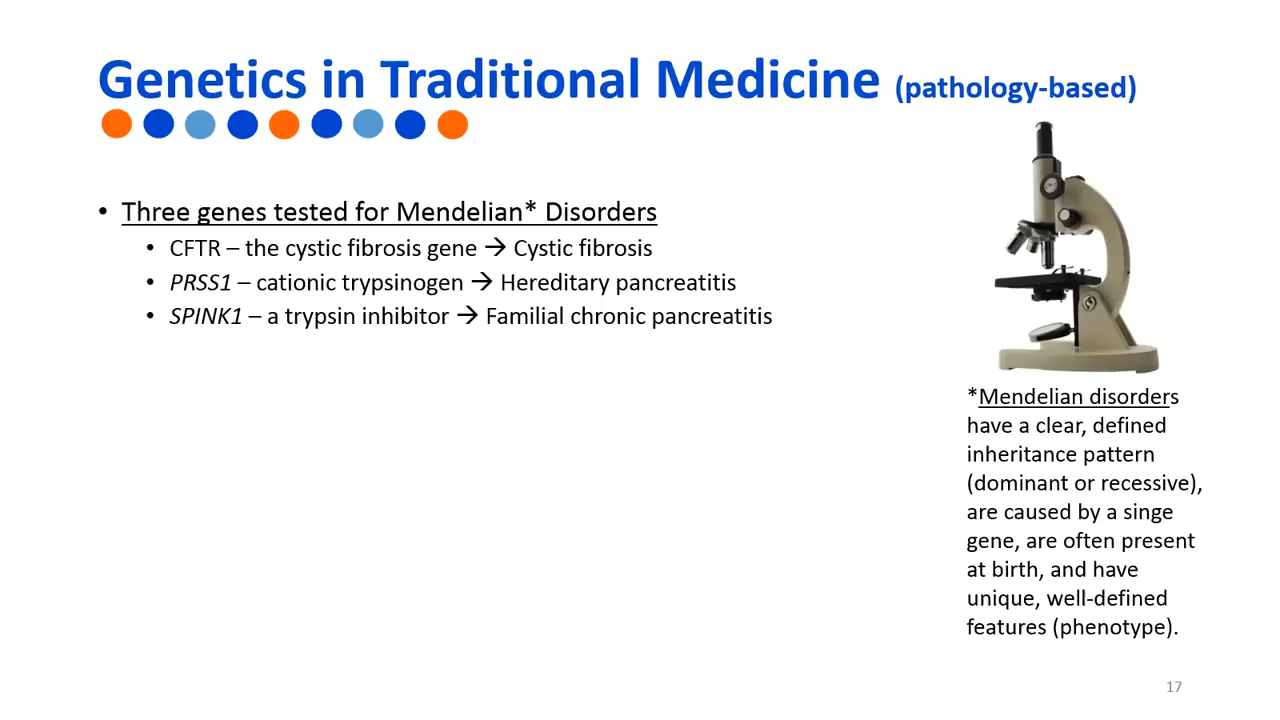 Genetics in Traditional Medicine (pathology-based)
• Three genes tested for Mendelian* Disorders
• CFTR – the cystic fibrosis gene → Cystic fibrosis
• PRSS1 – cationic trypsinogen → Hereditary pancreatitis
• SPINK1 – a trypsin inhibitor → Familial chronic pancreatitis
*Mendelian disorders
have a clear, defined
inheritance pattern
(dominant or recessive),
are caused by a singe
gene, are often present
at birth, and have
unique, well-defined
features (phenotype).
17